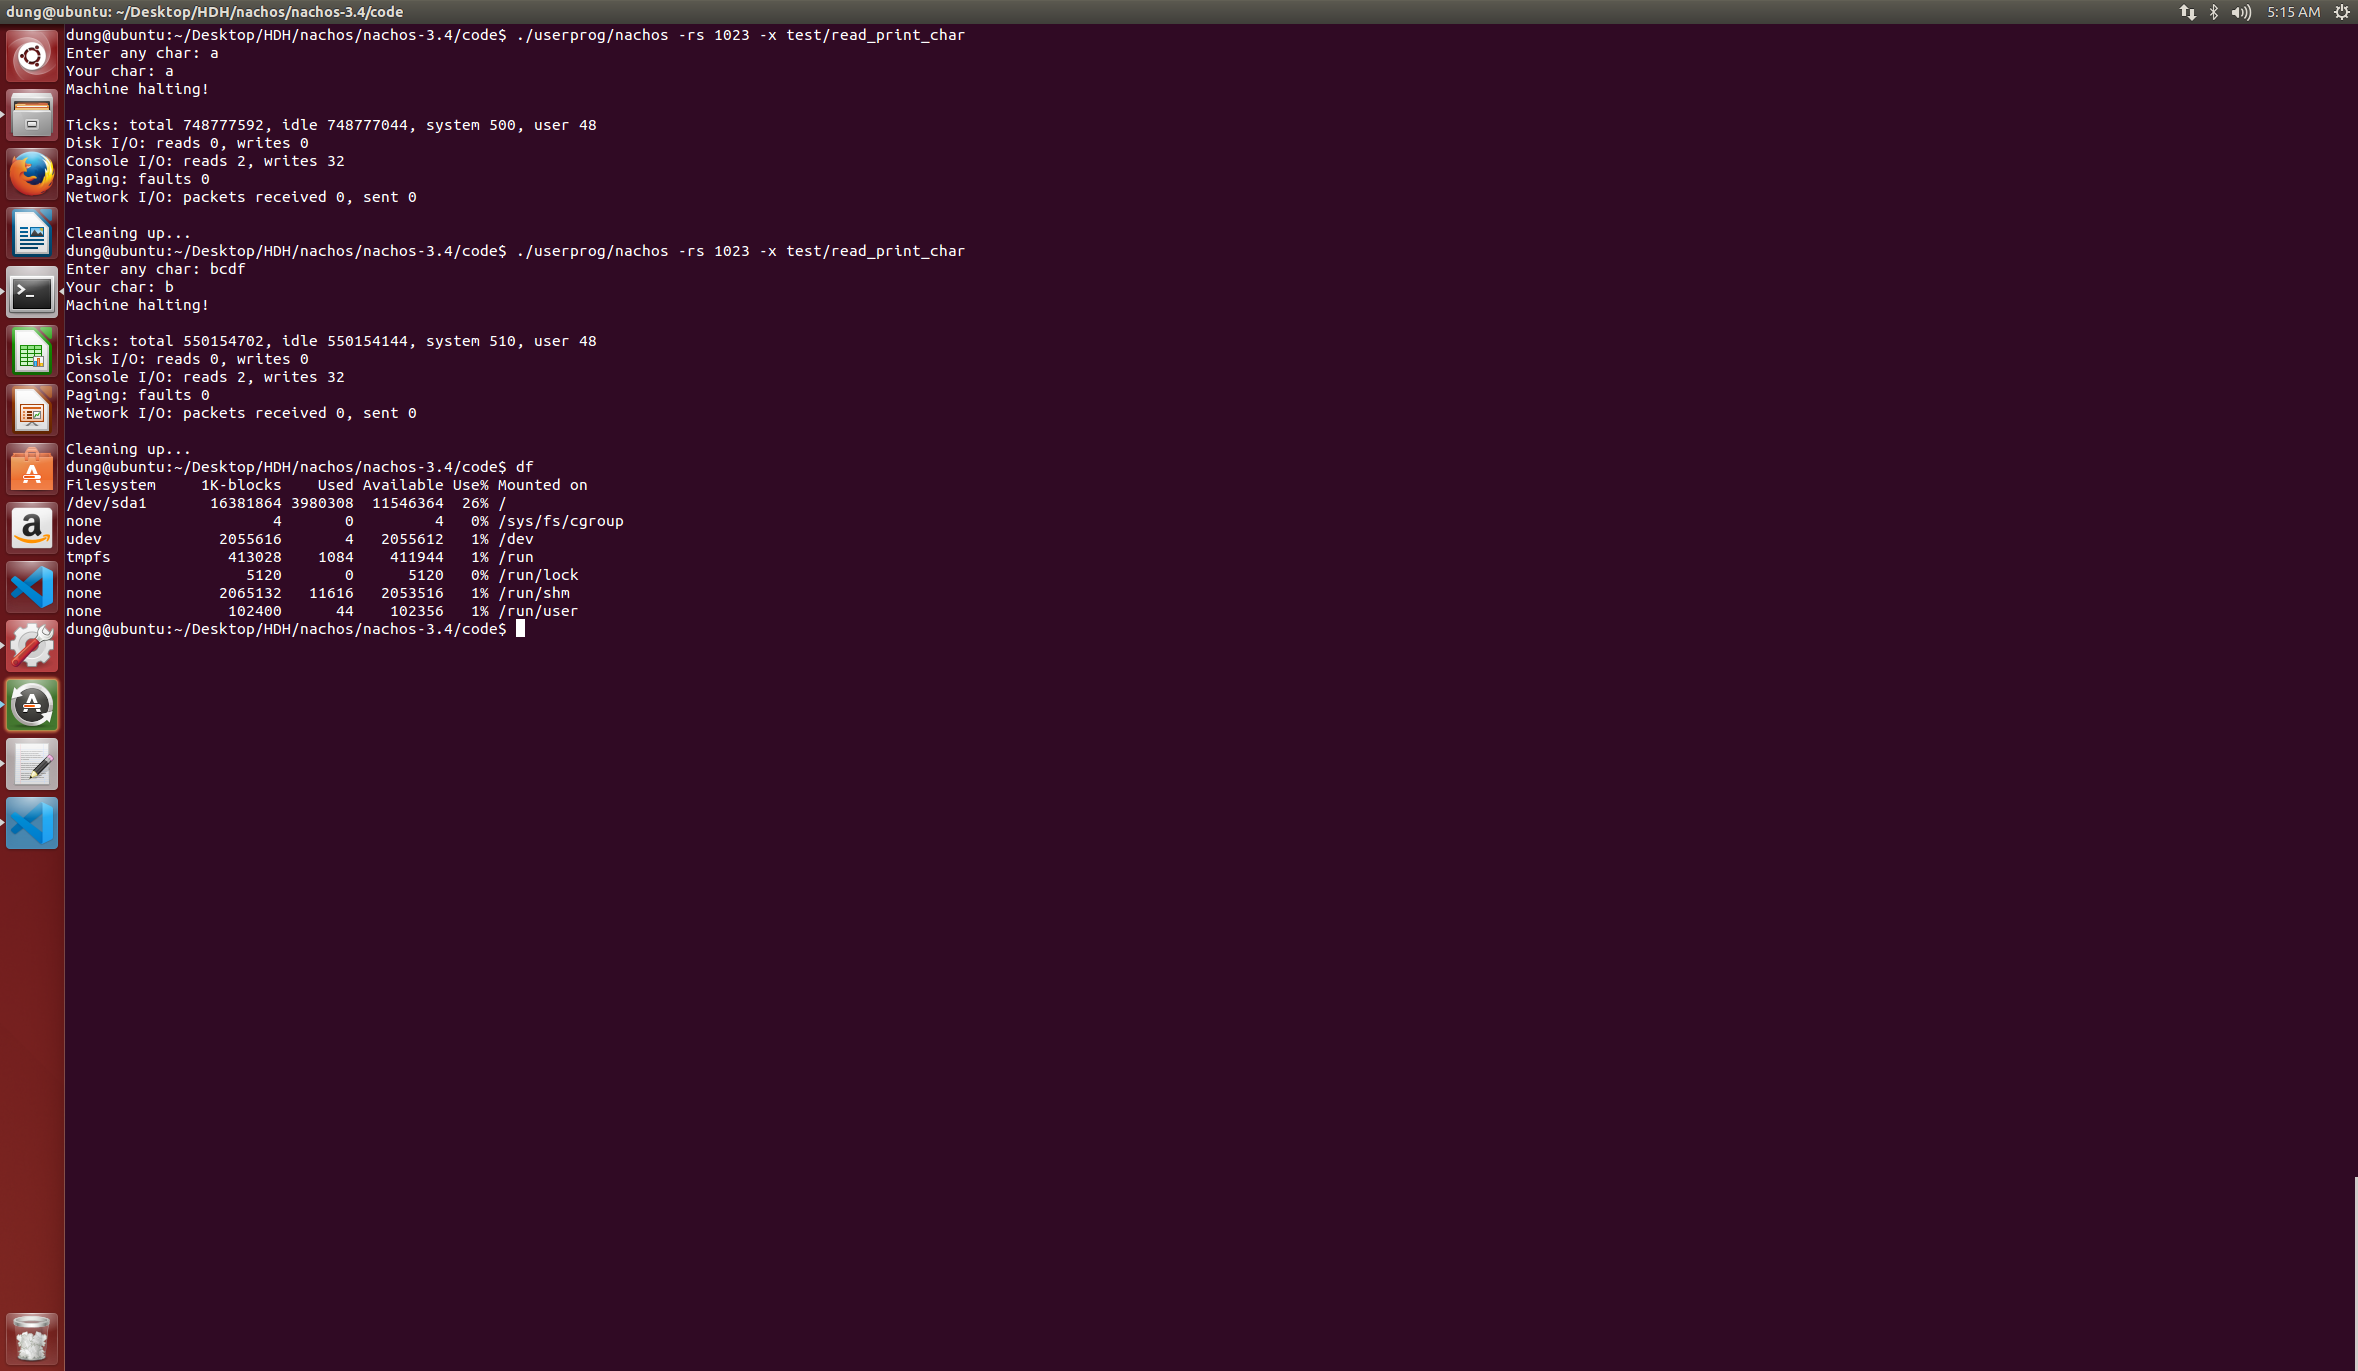 dung@ubuntu: ~/Desktop/HDH/nachos/nachos-3.4/code
5:15 AM
dung@ubuntu:~/Desktop/HDH/nachos/nachos-3.4/code$ ./userprog/nachos -rs 1023 -x test/read_print_char
Enter any char: a
Your char: a
Machine halting!
Ticks: total 748777592, idle 748777044, system 500, user 48
Disk I/O: reads 0, writes 0
Console I/O: reads 2, writes 32
Paging: faults 0
Network I/O: packets received 0, sent 0
Cleaning up...
dung@ubuntu:~/Desktop/HDH/nachos/nachos-3.4/code$ ./userprog/nachos -rs 1023 -x test/read_print_char
Enter any char: bcdf
Your char: b
Machine halting!
Ticks: total 550154702, idle 550154144, system 510, user 48
Disk I/O: reads 0, writes 0
Console I/O: reads 2, writes 32
Paging: faults 0
Network I/O: packets received 0, sent 0
Cleaning up...
dung@ubuntu:~/Desktop/HDH/nachos/nachos-3.4/code$ df
Filesystem     1K-blocks    Used Available Use% Mounted on
/dev/sda1       16381864 3980308  11546364  26% /
none                   4       0         4   0% /sys/fs/cgroup
udev             2055616       4   2055612   1% /dev
tmpfs             413028    1084    411944   1% /run
none                5120       0      5120   0% /run/lock
none             2065132   11616   2053516   1% /run/shm
none              102400      44    102356   1% /run/user
dung@ubuntu:~/Desktop/HDH/nachos/nachos-3.4/code$